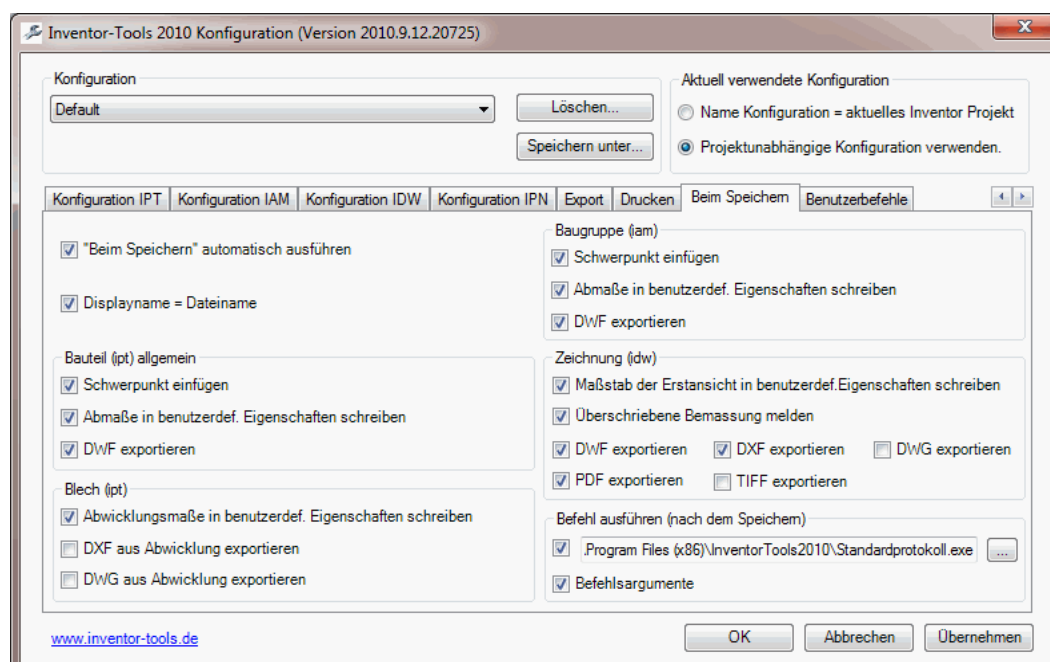 Inventor-Tools 2010 Konfiguration (Version 2010.9.12.20725)
Konfiguration
Default
Löschen...
Speichern unter...
Aktuell verwendete Konfiguration
Name Konfiguration = aktuelles Inventor Projekt
Projektunabhängige Konfiguration verwenden.
Konfiguration IPT Konfiguration IAM Konfiguration IDW Konfiguration IPN Export Drucken Beim Speichern Benutzerbefehle
"Beim Speichern" automatisch ausführen
Displayname = Dateiname
Bauteil (ipt) allgemein
Schwerpunkt einfügen
Abmaße in benutzerdef. Eigenschaften schreiben
DWF exportieren
Blech (ipt)
Abwicklungsmaße in benutzerdef. Eigenschaften schreiben
DXF aus Abwicklung exportieren
DWG aus Abwicklung exportieren
Baugruppe (iam)
Schwerpunkt einfügen
Abmaße in benutzerdef. Eigenschaften schreiben
DWF exportieren
Zeichnung (idw)
Maßstab der Erstansicht in benutzerdef.Eigenschaften schreiben
Überschriebene Bemassung melden
DWF exportieren DXF exportieren DWG exportieren
PDF exportieren TIFF exportieren
Befehl ausführen (nach dem Speichern)
.Program Files (x86)\InventorTools2010\Standardprotokoll.exe ...
Befehlsargumente
www.inventor-tools.de
OK Abbrechen Übernehmen